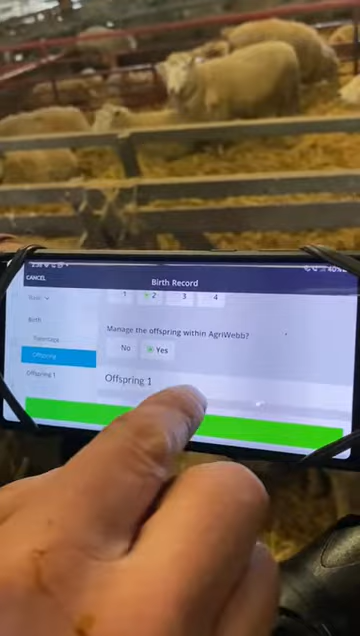 CANCEL
Birth Record
1 2 3 4
Birth
Parentage
Manage the offspring within AgriWebb?
Offspring
No Yes
Offspring 1
Offspring 1